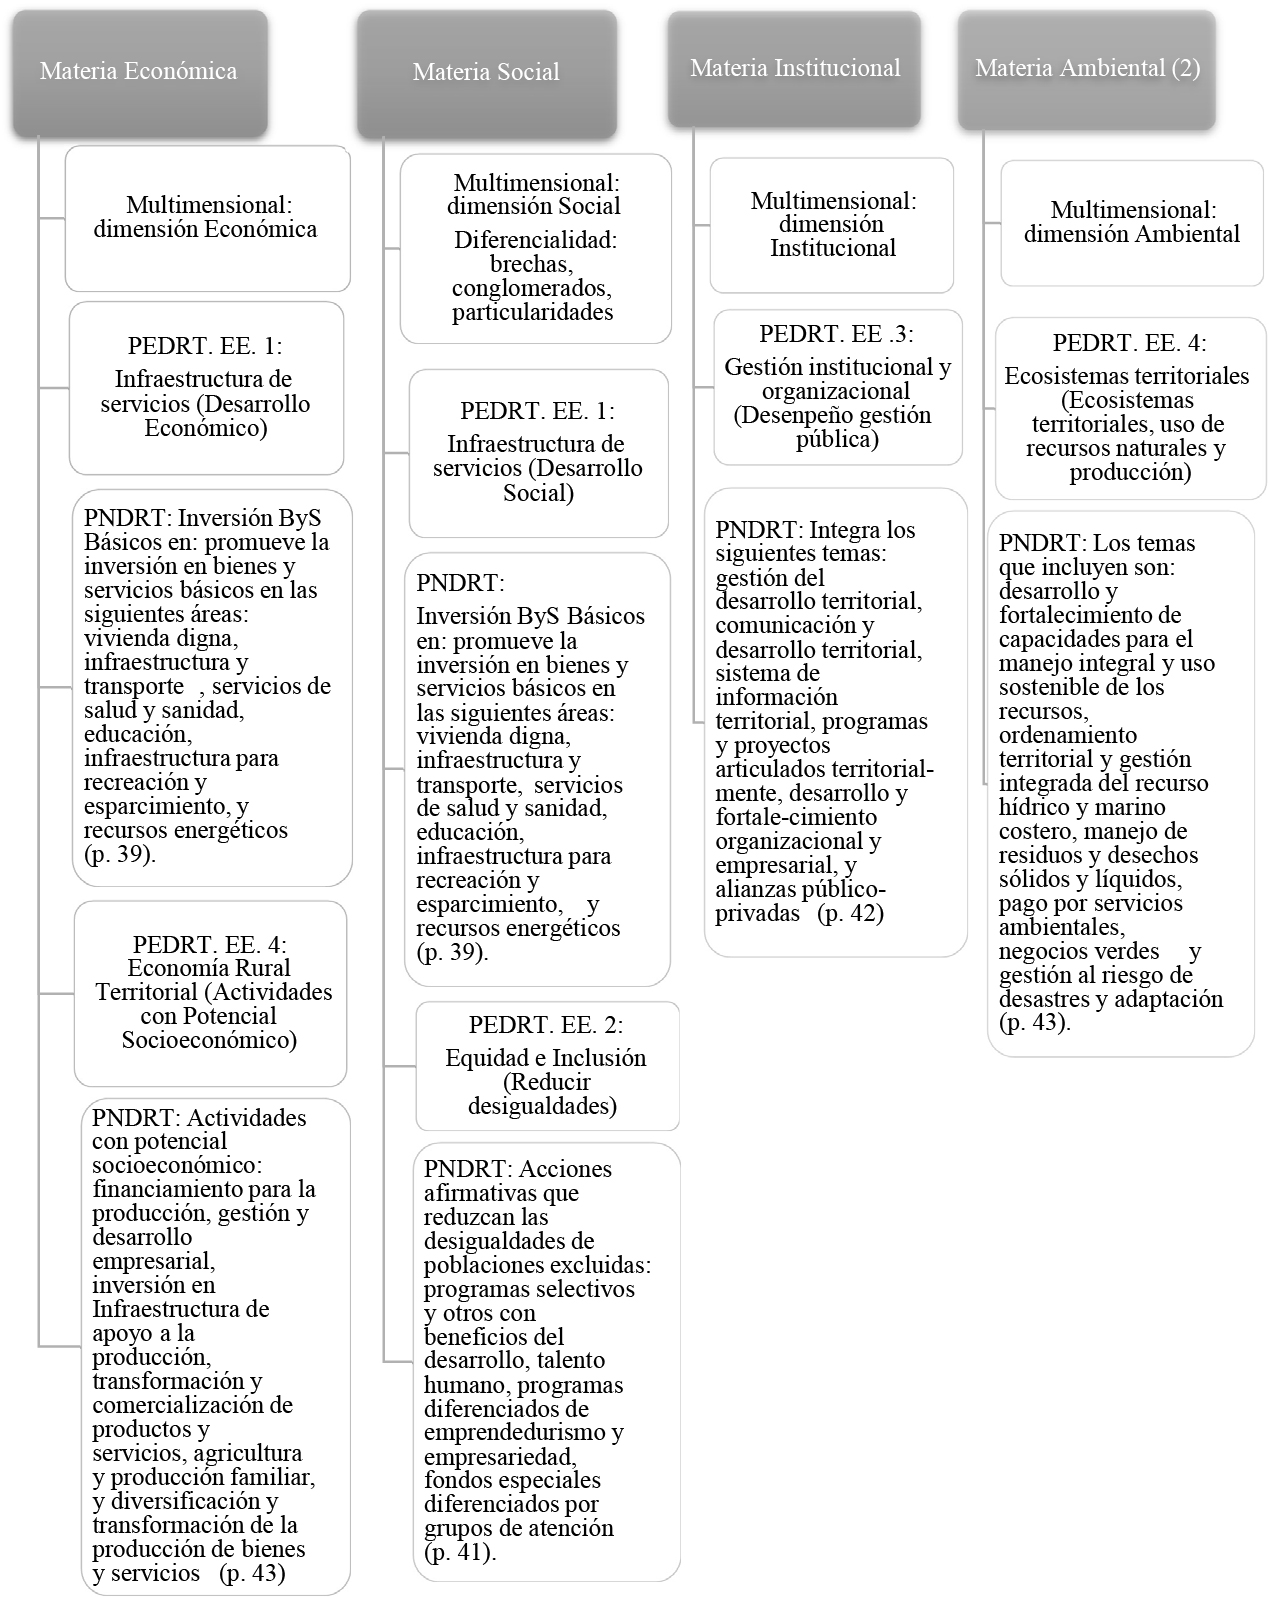 Materia Económica
Multimensional:
dimensión Económica
PEDRT. EE. 1:
Infraestructura de
servicios (Desarrollo
Económico)
PNDRT: Inversión ByS
Básicos en: promueve la
inversión en bienes y
servicios básicos en las
siguientes áreas:
vivienda digna,
infraestructura y
transporte , servicios de
salud y sanidad,
educación,
infraestructura para
recreación y
esparcimiento, y
recursos energéticos
(p. 39).
PEDRT. EE. 4:
Economía Rural
Territorial (Actividades
con Potencial
Socioeconómico)
PNDRT: Actividades
con potencial
socioeconómico:
financiamiento para la
producción, gestión y
desarrollo
empresarial,
inversión en
Infraestructura de
apoyo a la
producción,
transformación y
comercialización de
productos y
servicios, agricultura
y producción familiar,
y diversificación y
transformación de la
producción de bienes
y servicios (p. 43)
Materia Social
Multimensional:
dimensión Social
Diferencialidad:
brechas,
conglomerados,
particularidades
PEDRT. EE. 1:
Infraestructura de
servicios (Desarrollo
Social)
PNDRT:
Inversión ByS Básicos
en: promueve la
inversión en bienes y
servicios básicos en
las siguientes áreas:
vivienda digna,
infraestructura y
transporte, servicios
de salud y sanidad,
educación,
infraestructura para
recreación y
esparcimiento, y
recursos energéticos
(p. 39).
PEDRT. EE. 2:
Equidad e Inclusión
(Reducir
desigualdades)
PNDRT: Acciones
afirmativas que
reduzcan las
desigualdades de
poblaciones excluidas:
programas selectivos
y otros con
beneficios del
desarrollo, talento
humano, programas
diferenciados de
emprendedurismo y
empresariedad,
fondos especiales
diferenciados por
grupos de atención
(p. 41).
Materia Institucional
Multimensional:
dimensión
Institucional
PEDRT. EE .3:
Gestión institucional y
organizacional
(Desenpeño gestión
pública)
PNDRT: Integra los
siguientes temas:
gestión del
desarrollo territorial,
comunicación y
desarrollo territorial,
sistema de
información
territorial, programas
y proyectos
articulados territorial-
mente, desarrollo y
fortale-cimiento
organizacional y
empresarial, y
alianzas público-
privadas (p. 42)
Materia Ambiental (2)
Multimensional:
dimensión Ambiental
PEDRT. EE. 4:
Ecosistemas territoriales
(Ecosistemas
territoriales, uso de
recursos naturales y
producción)
PNDRT: Los temas
que incluyen son:
desarrollo y
fortalecimiento de
capacidades para el
manejo integral y uso
sostenible de los
recursos,
ordenamiento
territorial y gestión
integrada del recurso
hídrico y marino
costero, manejo de
residuos y desechos
sólidos y líquidos,
pago por servicios
ambientales,
negocios verdes y
gestión al riesgo de
desastres y adaptación
(p. 43).